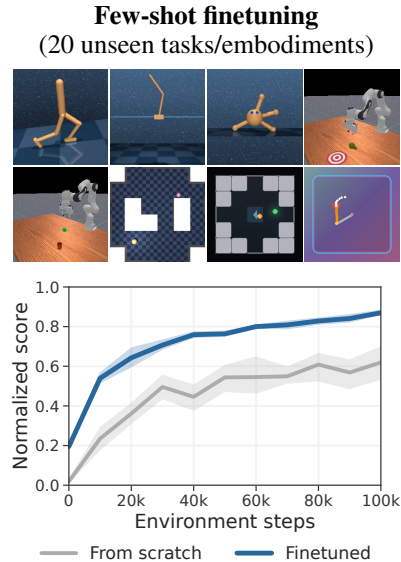 Few-shot finetuning
(20 unseen tasks/embodiments)
Normalized score
1.0
0.8
0.6
0.4
0.2
0.0
0 20k 40k 60k 80k 100k
Environment steps
From scratch Finetuned